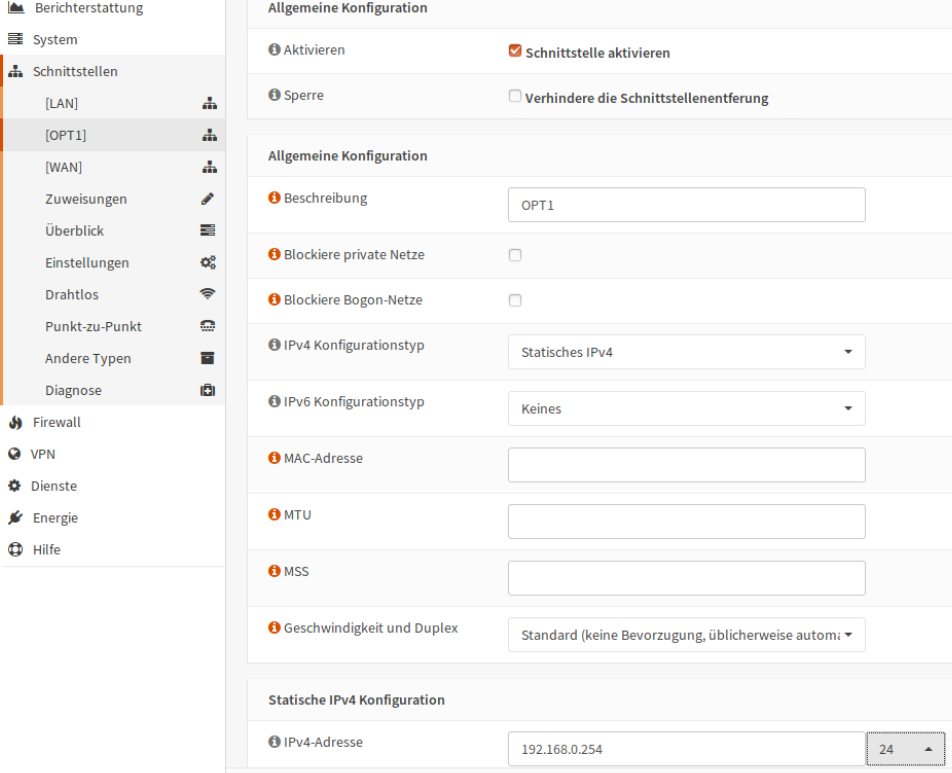 Berichterstattung
System
Schnittstellen
[LAN]
[OPT1]
[WAN]
Zuweisungen
Überblick
Einstellungen
Drahtlos
Punkt-zu-Punkt
Andere Typen
Diagnose
Firewall
VPN
Dienste
Energie
Hilfe
Allgemeine Konfiguration
Aktivieren
Schnittstelle aktivieren
Sperre
Verhindere die Schnittstellenentferung
Allgemeine Konfiguration
Beschreibung
OPT1
Blockiere private Netze
Blockiere Bogon-Netze
IPv4 Konfigurationstyp
Statisches IPv4
IPv6 Konfigurationstyp
Keines
MAC-Adresse
MTU
MSS
Geschwindigkeit und Duplex
Standard (keine Bevorzugung, üblicherweise autom
Statische IPv4 Konfiguration
IPv4-Adresse
192.168.0.254
24